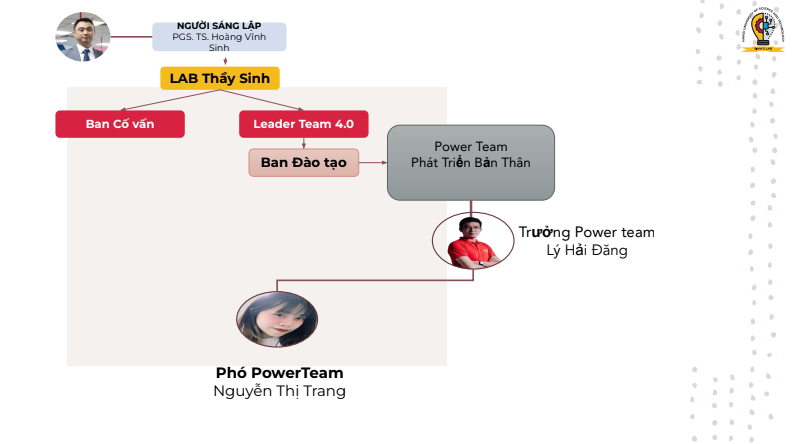 NGƯỜI SÁNG LẬP
PGS. TS. Hoàng Vĩnh
Sinh
LAB Thầy Sinh
Ban Cố vấn
Leader Team 4.0
Ban Đào tạo
Power Team
Phát Triển Bản Thân
Trưởng Power team
Lý Hải Đăng
Phó PowerTeam
Nguyễn Thị Trang